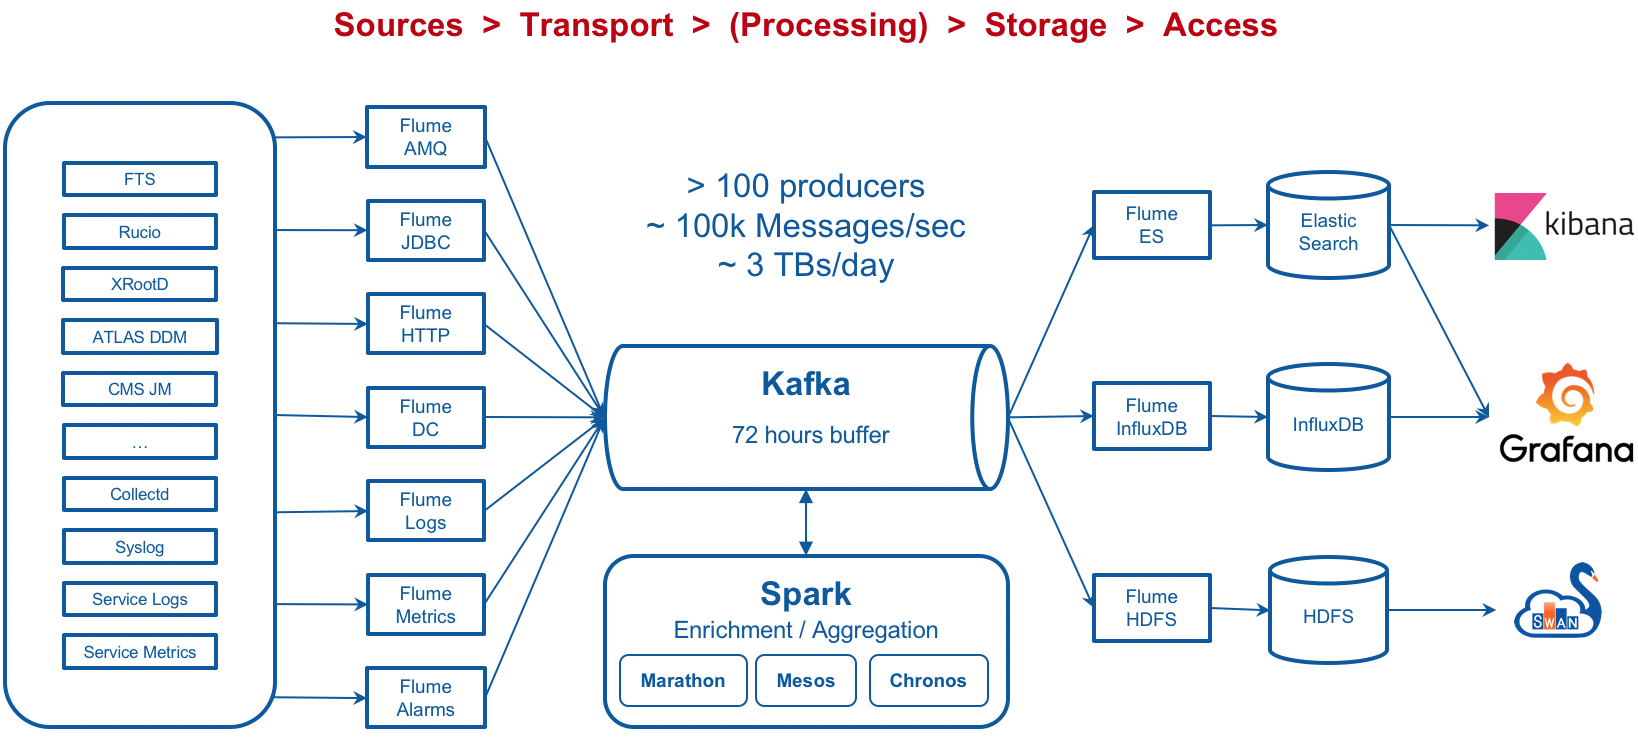 Sources > Transport > (Processing) > Storage > Access
FTS
Rucio
XRootD
ATLAS DDM
CMS JM
...
Collectd
Syslog
Service Logs
Service Metrics
Flume
AMQ
Flume
JDBC
Flume
HTTP
Flume
DC
Flume
Logs
Flume
Metrics
Flume
Alarms
> 100 producers
~ 100k Messages/sec
~ 3 TBs/day
Kafka
72 hours buffer
Spark
Enrichment / Aggregation
Marathon
Mesos
Chronos
Flume
ES
Flume
InfluxDB
Flume
HDFS
Elastic
Search
InfluxDB
HDFS
kibana
Grafana
SWAN